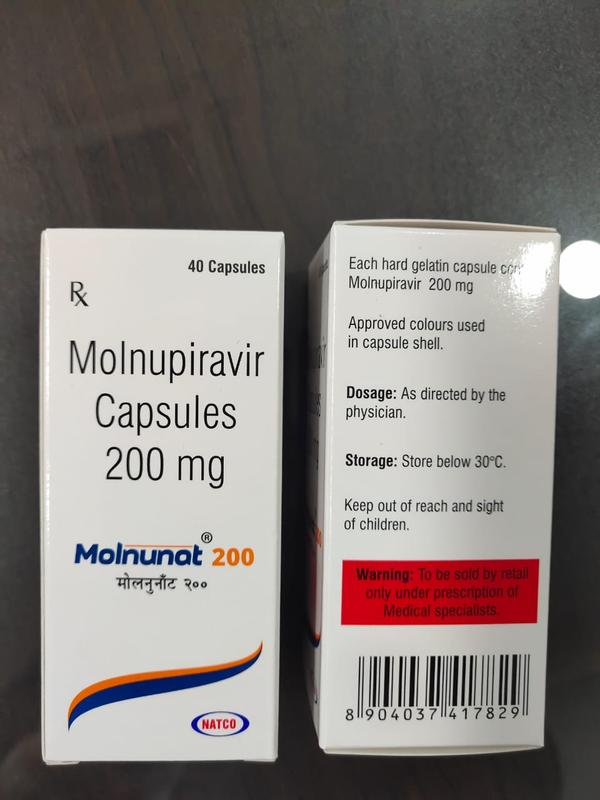 40 Capsules
Rx
Molnupiravir
Capsules
200 mg
Molnunat® 200
मोलनुनाँट २००
NATCO
Each hard gelatin capsule
Molnupiravir 200 mg
Approved colours used
in capsule shell.
Dosage: As directed by the
physician.
Storage: Store below 30°C.
Keep out of reach and sight
of children.
Warning: To be sold by retail
only under prescription of
Medical specialists.
8 904037 417829